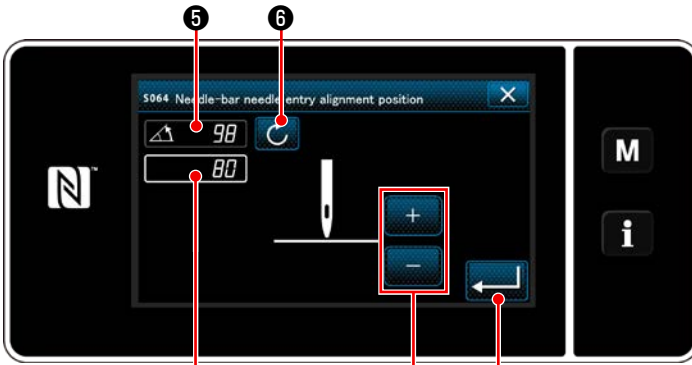 ❺ ❻
S064 Needle-bar needle entry alignment position
98
80
+
−
M
i
N